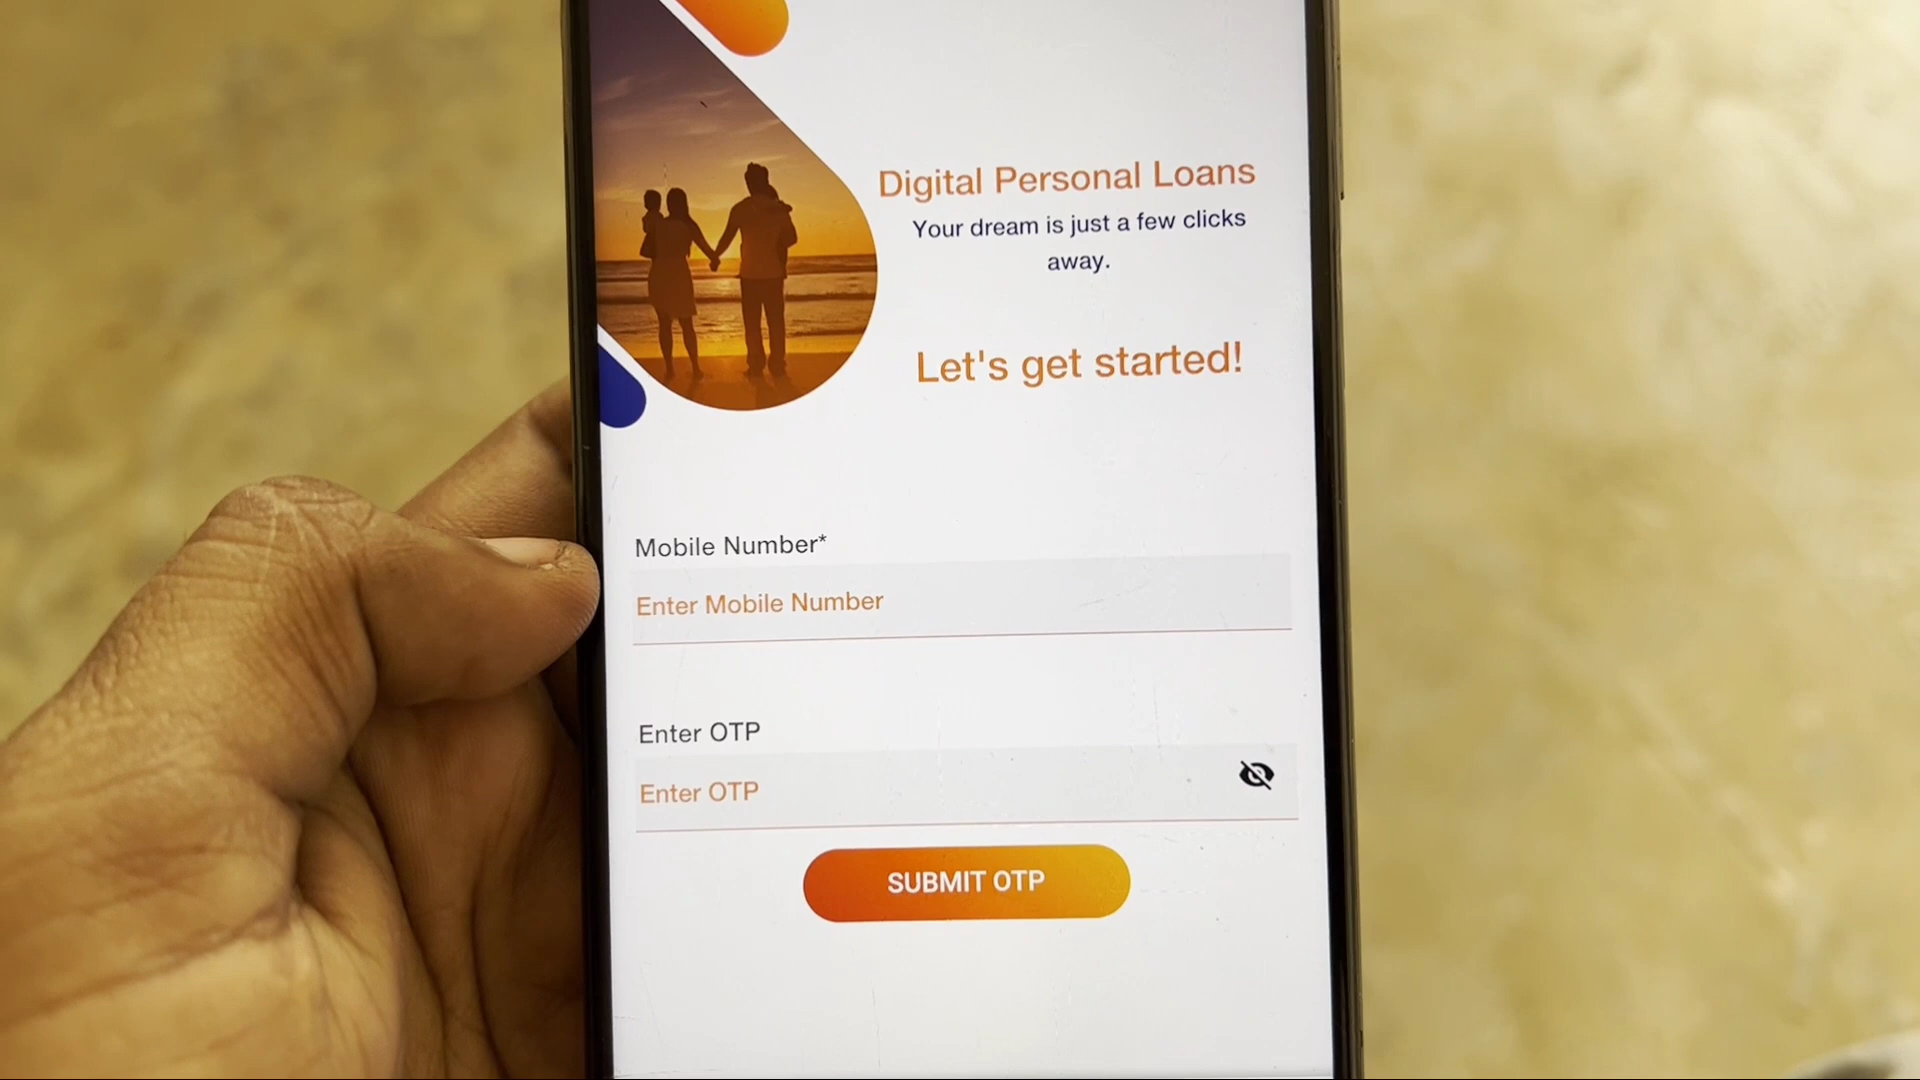 Digital Personal Loans
Your dream is just a few clicks
away.
Let's get started!
Mobile Number*
Enter Mobile Number
Enter OTP
Enter OTP
SUBMIT OTP